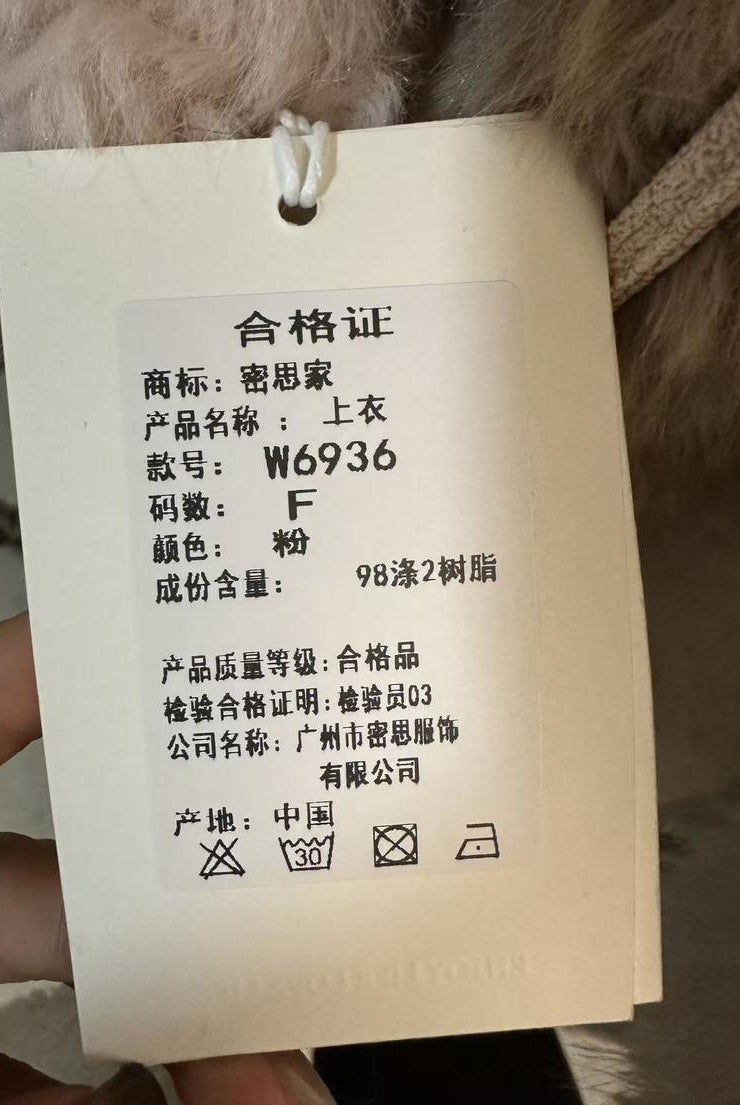 合格证
商标：密思家
产品名称：上衣
款号：W6936
码数：F
颜色：粉
成份含量：98涤2树脂
产品质量等级：合格品
检验合格证明：检验员03
公司名称：广州市密思服饰
有限公司
产地：中国
30